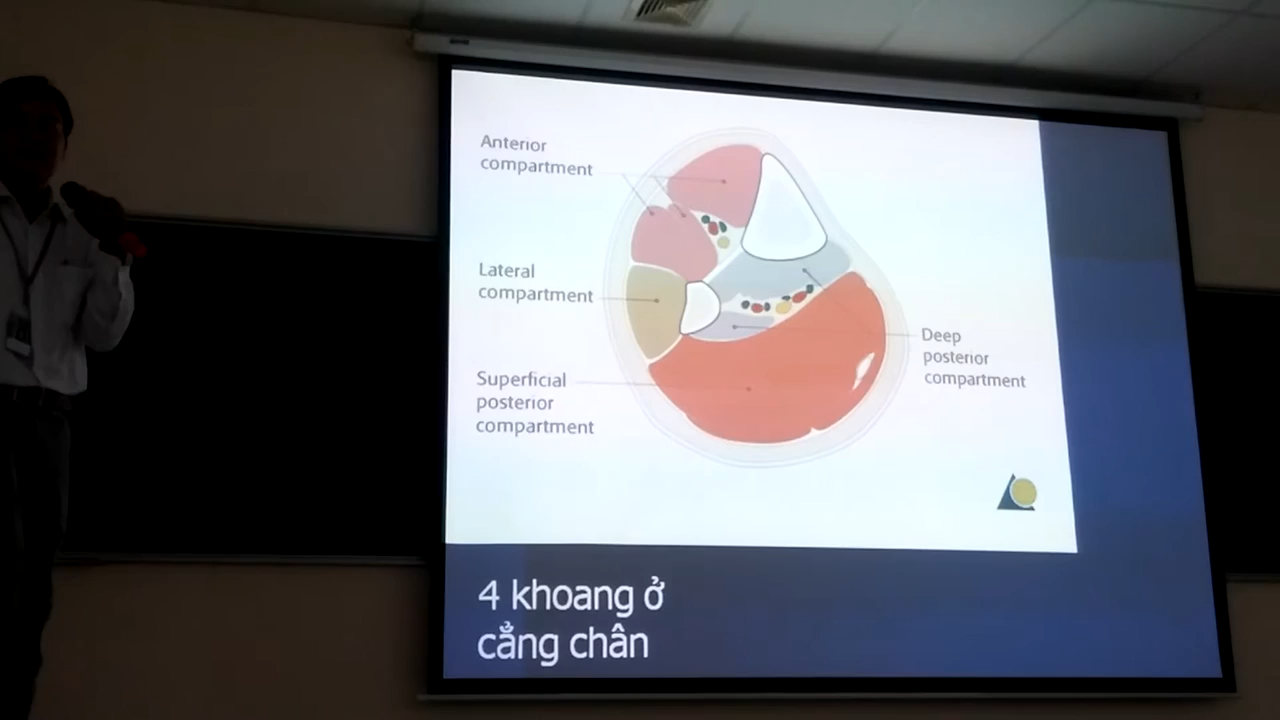 Anterior
compartment
Lateral
compartment
Superficial
posterior
compartment
Deep
posterior
compartment
4 khoang ở
cẳng chân